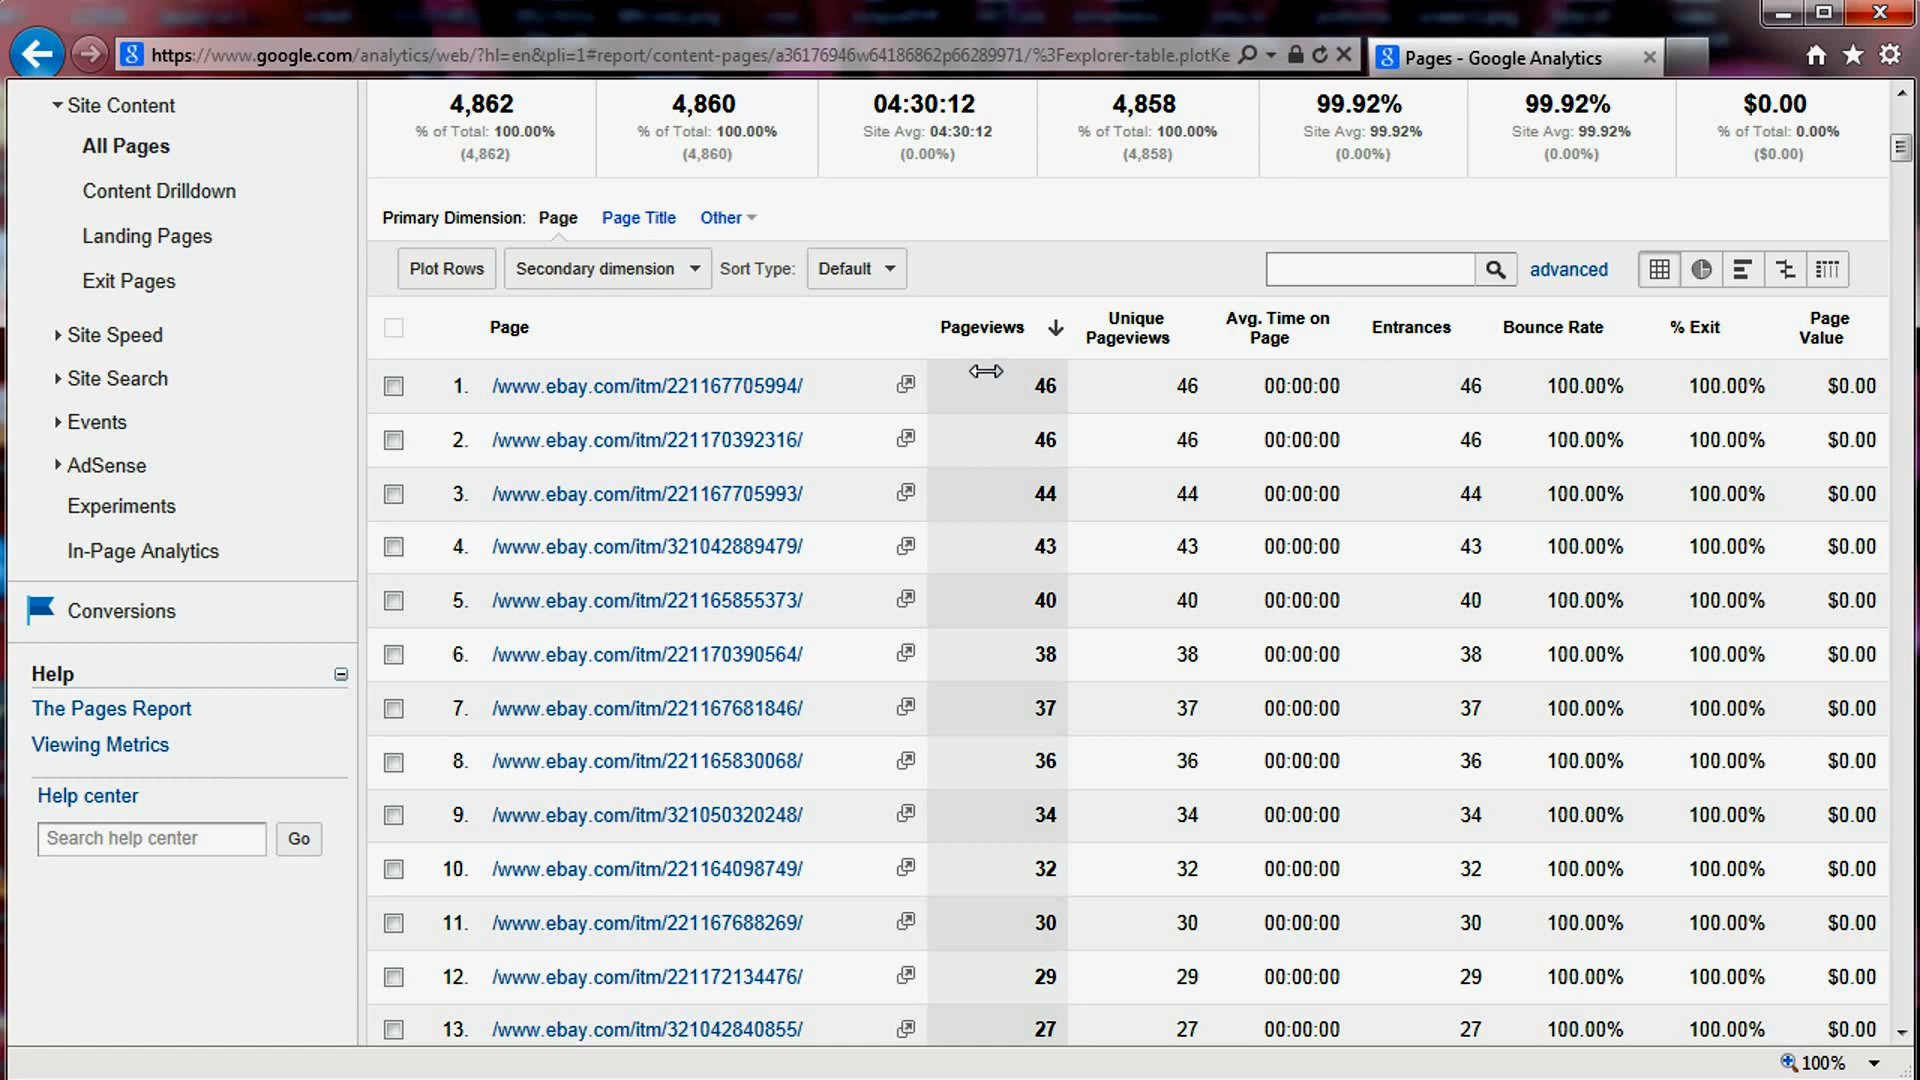 https://www.google.com/analytics/web/?hl=en&pli=1#report/content-pages/a36176946w64186862p66289971/%3Fexplorer-table.plotKe
Pages - Google Analytics
Site Content
All Pages
Content Drilldown
Landing Pages
Exit Pages
Site Speed
Site Search
Events
AdSense
Experiments
In-Page Analytics
Conversions
Help
The Pages Report
Viewing Metrics
Help center
Search help center Go
4,862 4,860 04:30:12 4,858 99.92% 99.92% $0.00
% of Total: 100.00% % of Total: 100.00% Site Avg: 04:30:12 % of Total: 100.00% Site Avg: 99.92% Site Avg: 99.92% % of Total: 0.00%
(4,862) (4,860) (0.00%) (4,858) (0.00%) (0.00%) ($0.00)
Primary Dimension: Page Page Title Other
Plot Rows Secondary dimension Sort Type: Default advanced
Page Pageviews Unique Pageviews Avg. Time on Page Entrances Bounce Rate % Exit Page Value
1. /www.ebay.com/itm/221167705994/ 46 46 00:00:00 46 100.00% 100.00% $0.00
2. /www.ebay.com/itm/221170392316/ 46 46 00:00:00 46 100.00% 100.00% $0.00
3. /www.ebay.com/itm/221167705993/ 44 44 00:00:00 44 100.00% 100.00% $0.00
4. /www.ebay.com/itm/321042889479/ 43 43 00:00:00 43 100.00% 100.00% $0.00
5. /www.ebay.com/itm/221165855373/ 40 40 00:00:00 40 100.00% 100.00% $0.00
6. /www.ebay.com/itm/221170390564/ 38 38 00:00:00 38 100.00% 100.00% $0.00
7. /www.ebay.com/itm/221167681846/ 37 37 00:00:00 37 100.00% 100.00% $0.00
8. /www.ebay.com/itm/221165830068/ 36 36 00:00:00 36 100.00% 100.00% $0.00
9. /www.ebay.com/itm/321050320248/ 34 34 00:00:00 34 100.00% 100.00% $0.00
10. /www.ebay.com/itm/221164098749/ 32 32 00:00:00 32 100.00% 100.00% $0.00
11. /www.ebay.com/itm/221167688269/ 30 30 00:00:00 30 100.00% 100.00% $0.00
12. /www.ebay.com/itm/221172134476/ 29 29 00:00:00 29 100.00% 100.00% $0.00
13. /www.ebay.com/itm/321042840855/ 27 27 00:00:00 27 100.00% 100.00% $0.00
100%